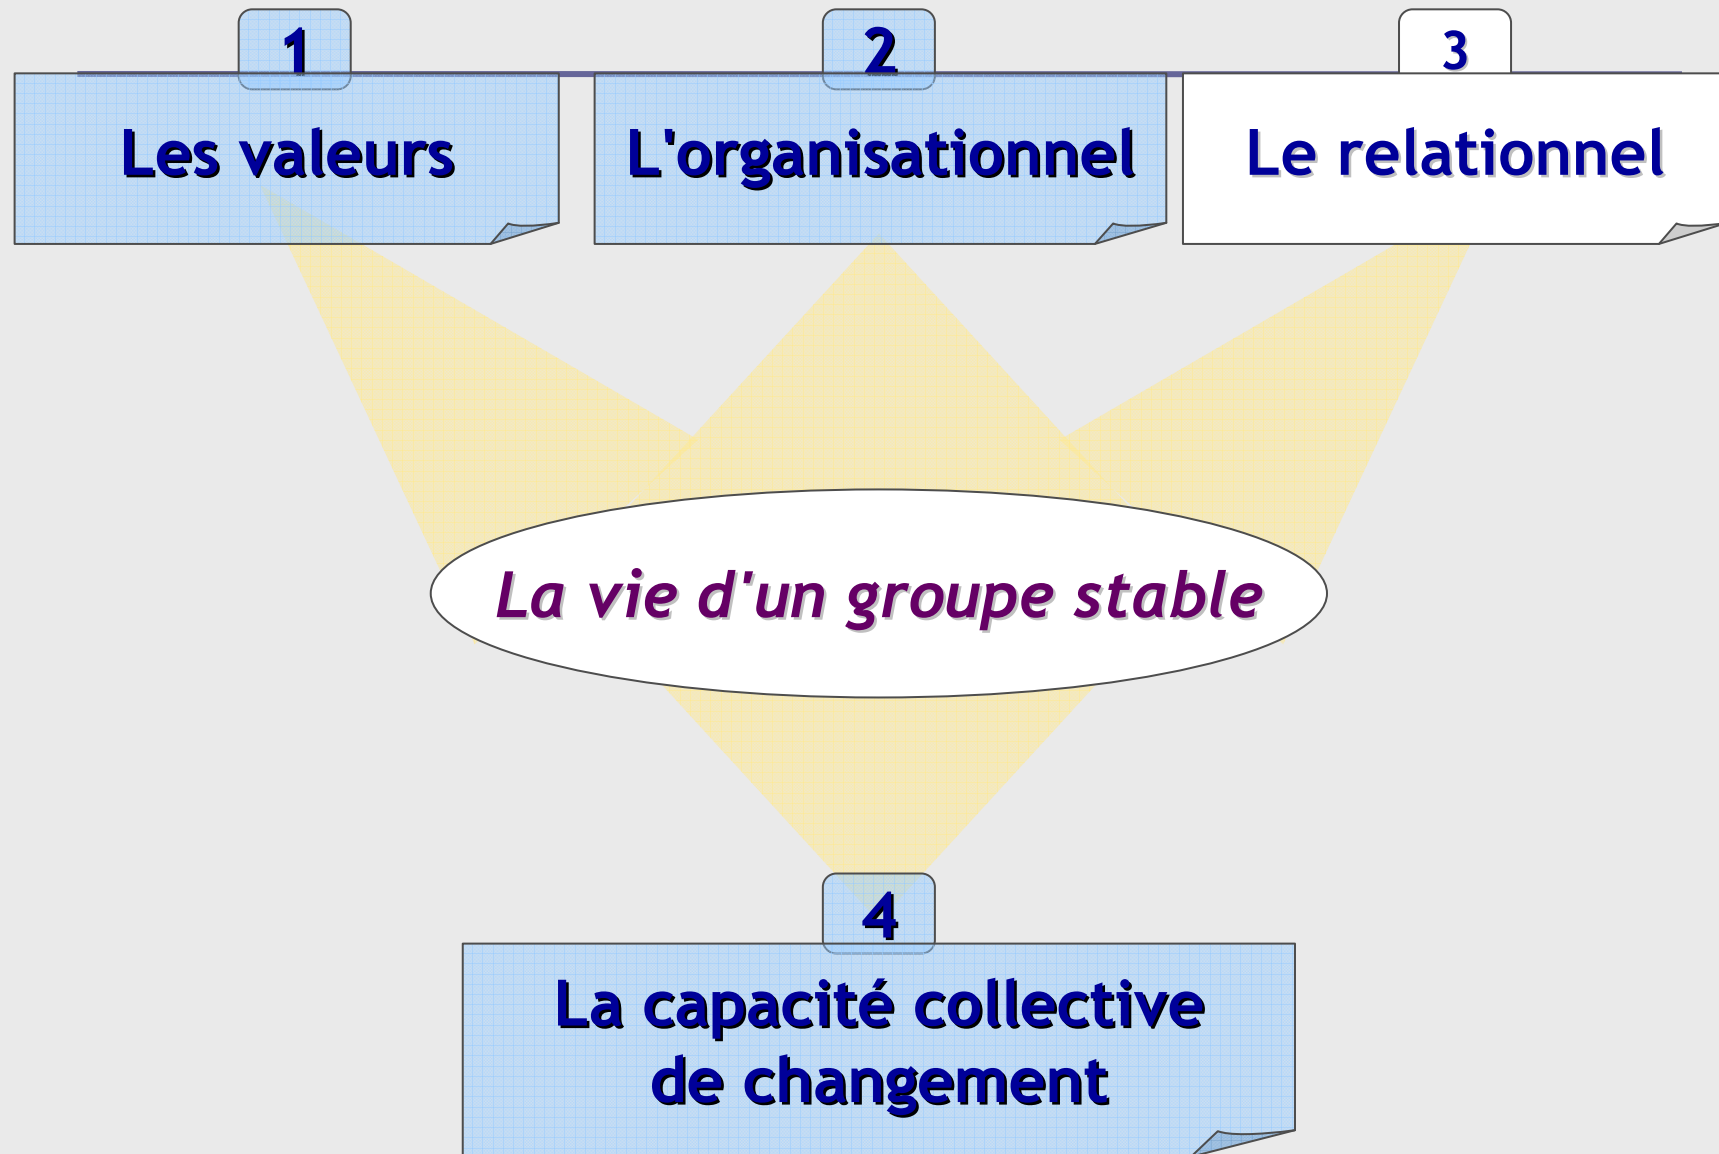 1
Les valeurs
2
L'organisationnel
3
Le relationnel
La vie d'un groupe stable
4
La capacité collective
de changement